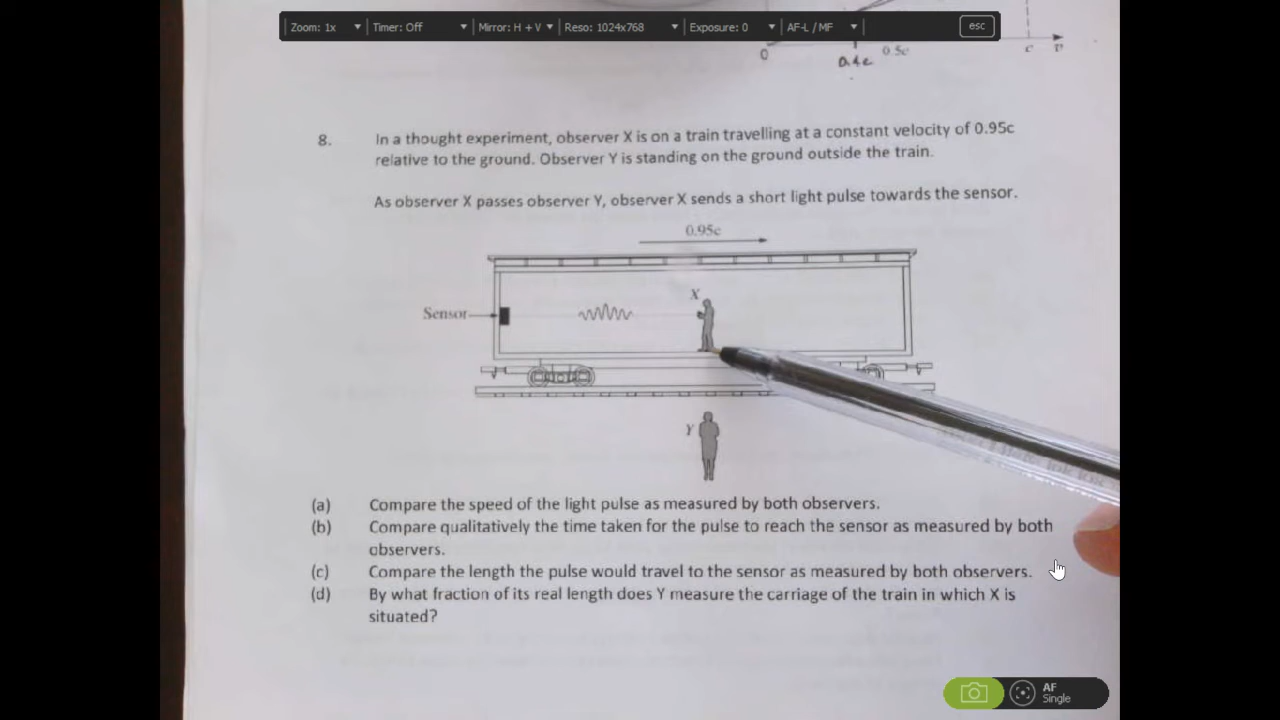 Zoom: 1x Timer: Off Mirror: H + V Reso: 1024x768 Exposure: 0 AF-L / MF esc
0 0.4c 0.5c c v
8. In a thought experiment, observer X is on a train travelling at a constant velocity of 0.95c
relative to the ground. Observer Y is standing on the ground outside the train.
As observer X passes observer Y, observer X sends a short light pulse towards the sensor.
0.95c
X
Sensor
Y
(a) Compare the speed of the light pulse as measured by both observers.
(b) Compare qualitatively the time taken for the pulse to reach the sensor as measured by both
observers.
(c) Compare the length the pulse would travel to the sensor as measured by both observers.
(d) By what fraction of its real length does Y measure the carriage of the train in which X is
situated?
AF
Single